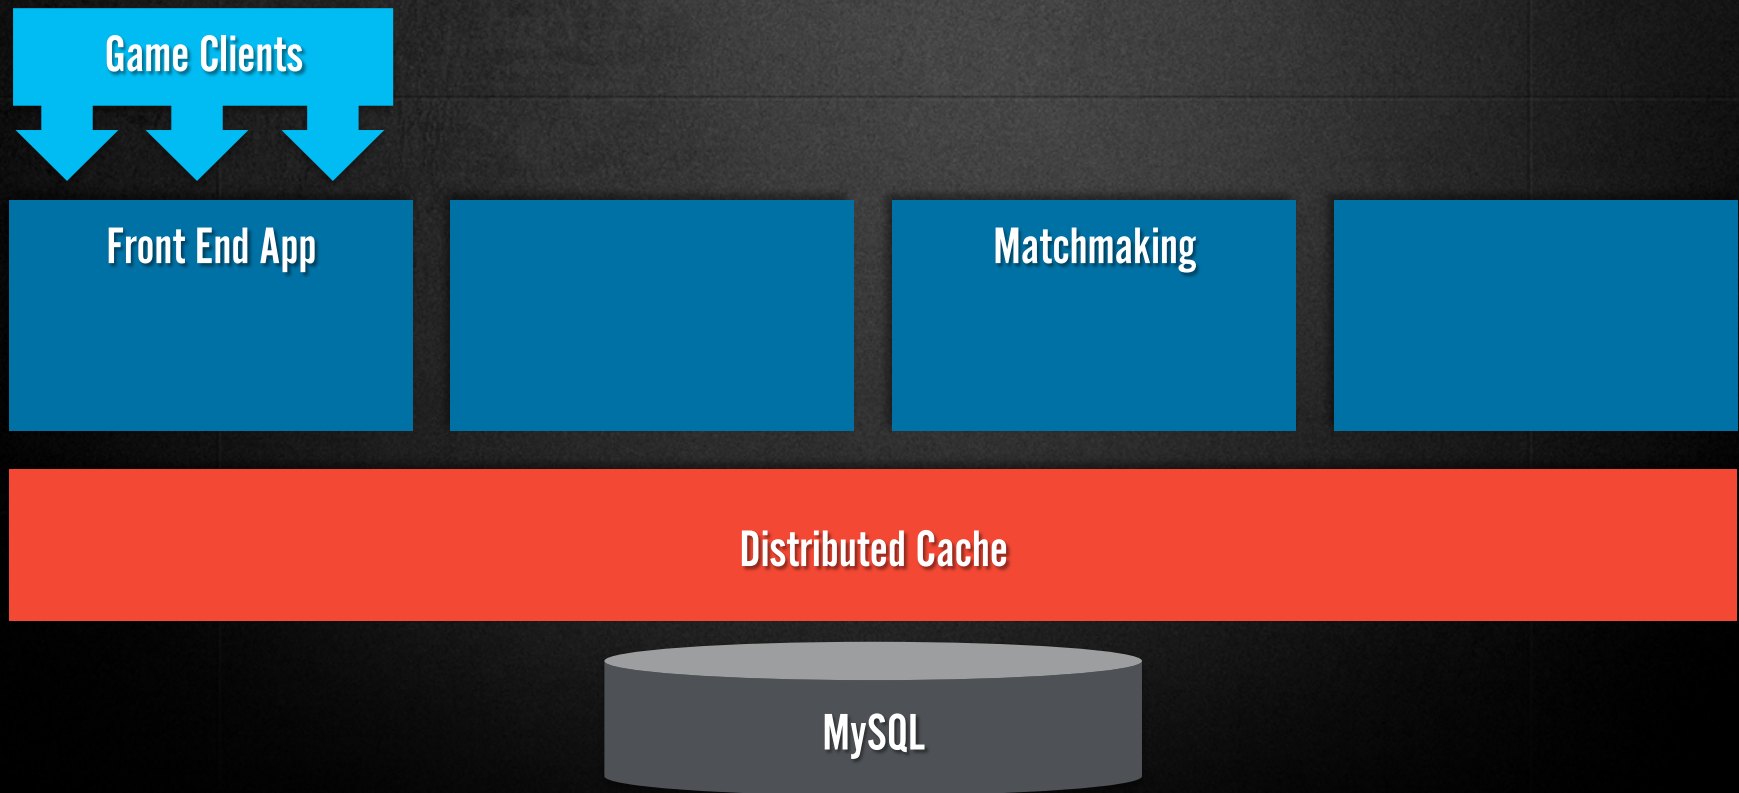 Game Clients
Front End App
Matchmaking
Distributed Cache
MySQL